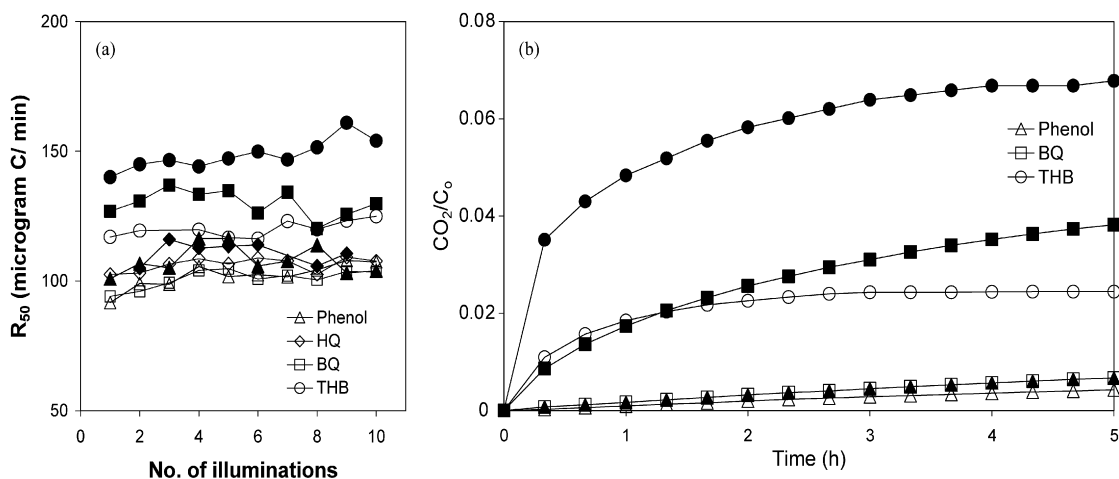 (a)
R50 (microgram C/ min)
200
150
100
50
0
2
4
6
8
10
No. of illuminations
Phenol
HQ
BQ
THB
(b)
CO2/Co
0.08
0.06
0.04
0.02
0
0
1
2
3
4
5
Time (h)
Phenol
BQ
THB